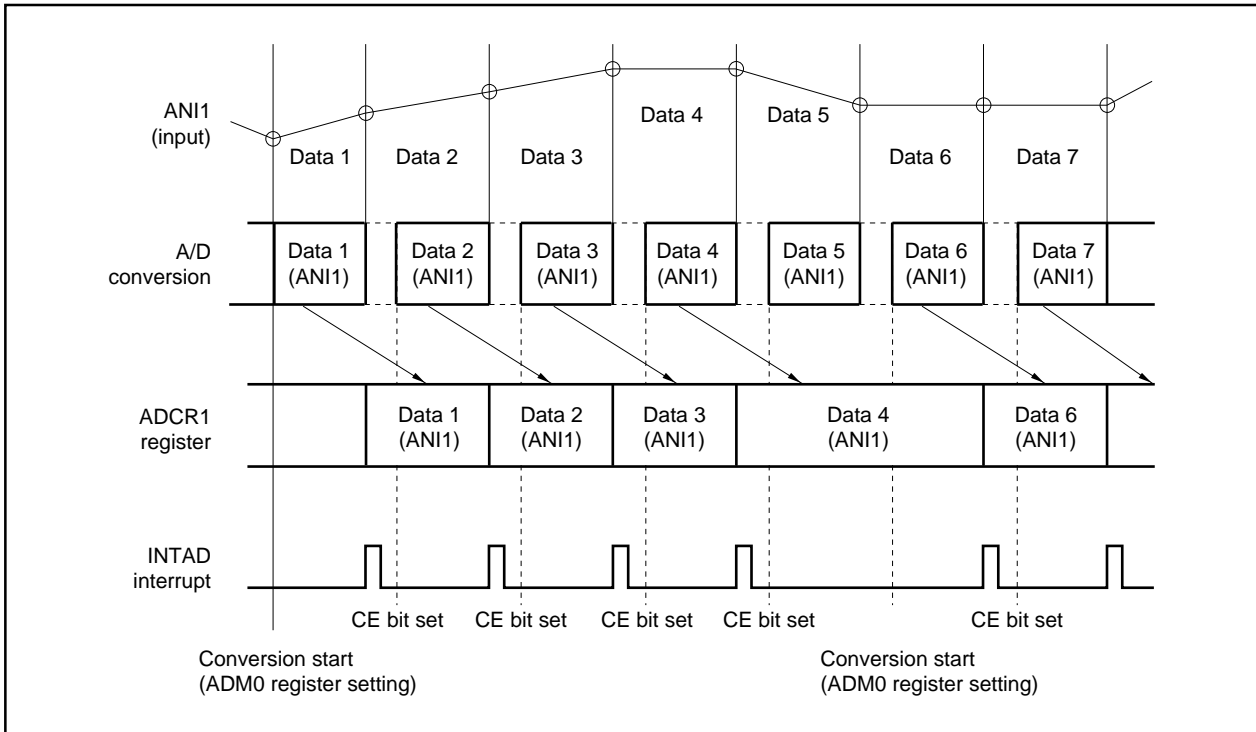 ANI1
(input)
Data 1
Data 2
Data 3
Data 4
Data 5
Data 6
Data 7
A/D
conversion
Data 1
(ANI1)
Data 2
(ANI1)
Data 3
(ANI1)
Data 4
(ANI1)
Data 5
(ANI1)
Data 6
(ANI1)
Data 7
(ANI1)
ADCR1
register
Data 1
(ANI1)
Data 2
(ANI1)
Data 3
(ANI1)
Data 4
(ANI1)
Data 6
(ANI1)
INTAD
interrupt
CE bit set
CE bit set
CE bit set
CE bit set
CE bit set
Conversion start
(ADM0 register setting)
Conversion start
(ADM0 register setting)